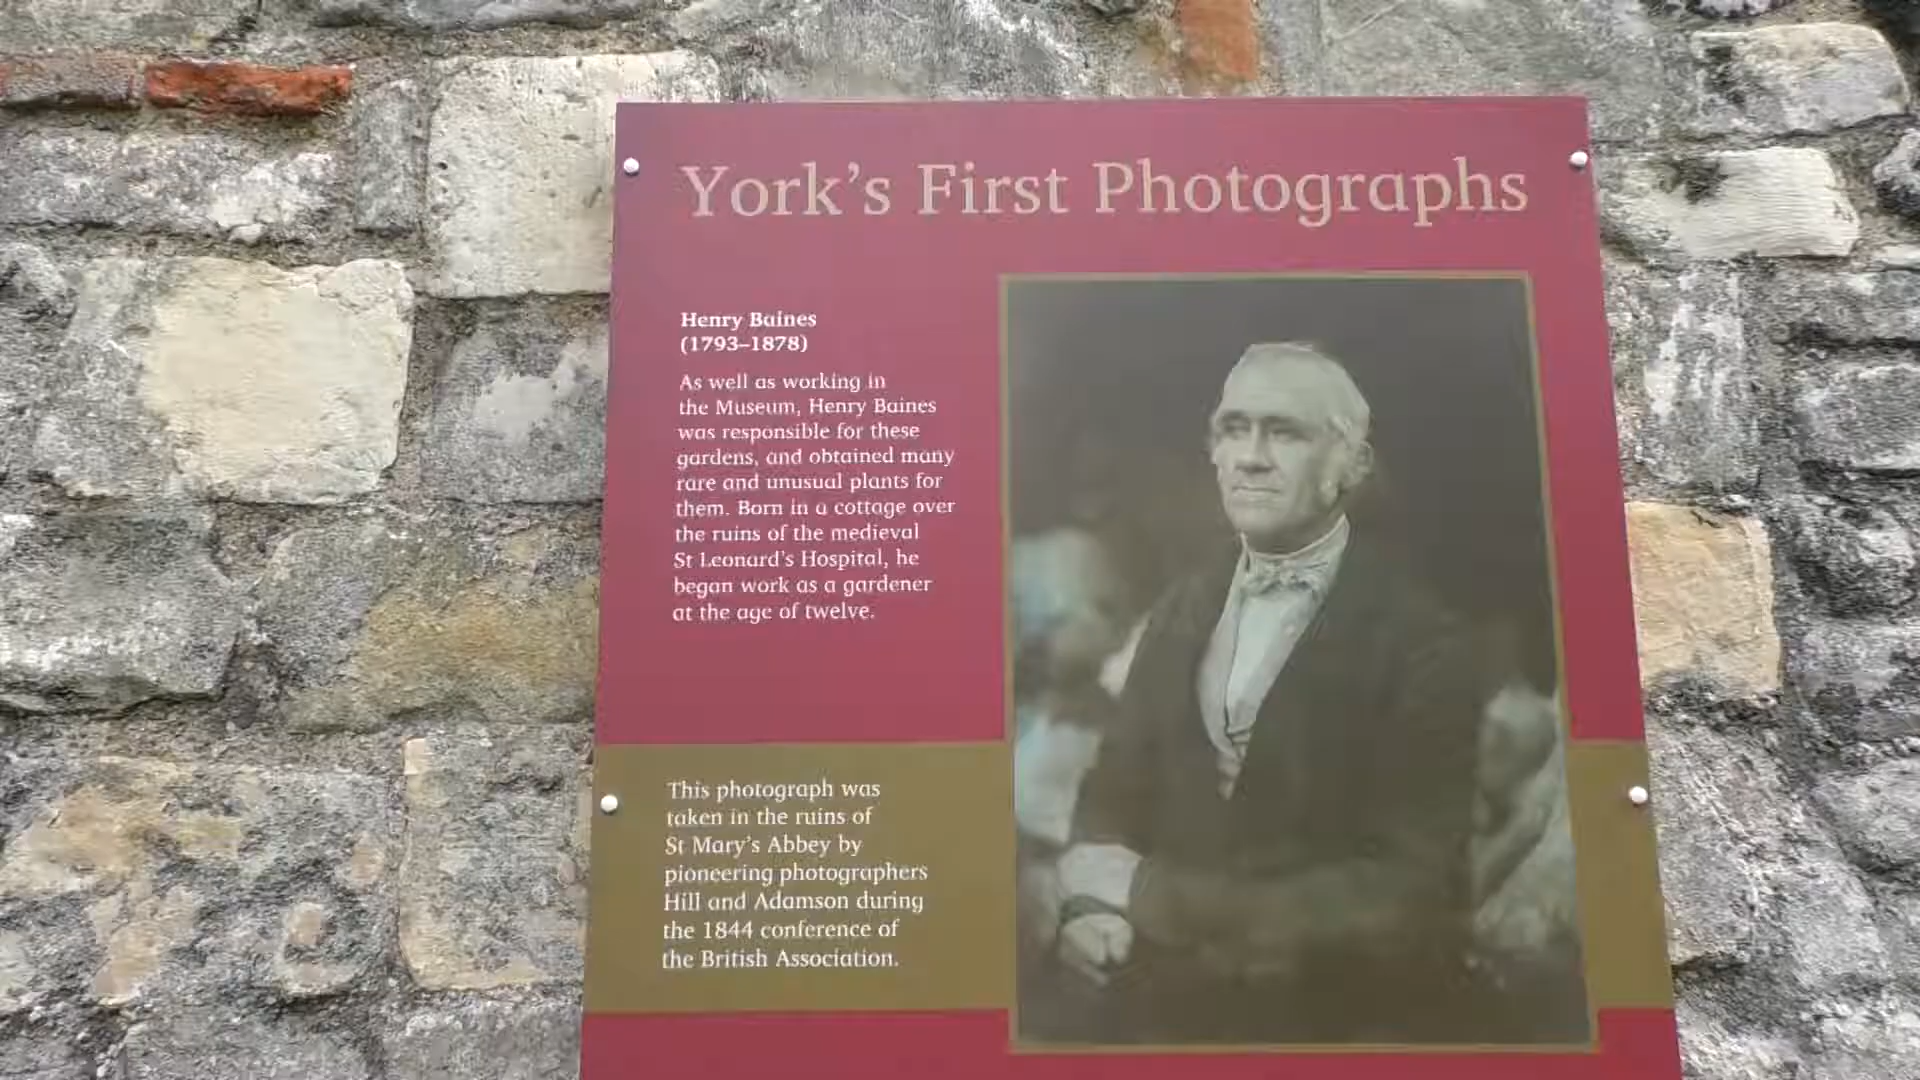 York's First Photographs
Henry Baines
(1793–1878)
As well as working in
the Museum, Henry Baines
was responsible for these
gardens, and obtained many
rare and unusual plants for
them. Born in a cottage over
the ruins of the medieval
St Leonard's Hospital, he
began work as a gardener
at the age of twelve.
This photograph was
taken in the ruins of
St Mary's Abbey by
pioneering photographers
Hill and Adamson during
the 1844 conference of
the British Association.